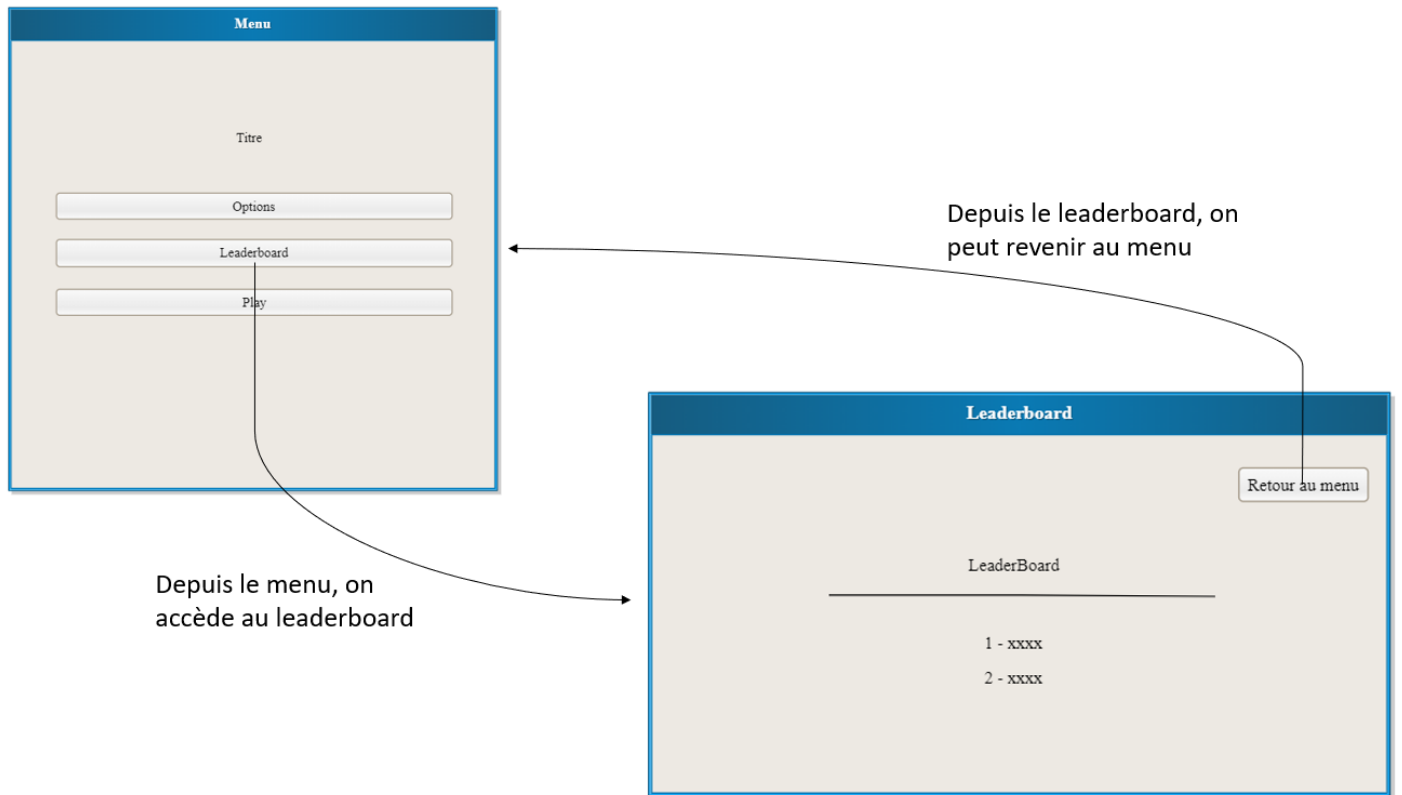 Menu
Titre
Options
Leaderboard
Play
Depuis le leaderboard, on
peut revenir au menu
Depuis le menu, on
accède au leaderboard
Leaderboard
Retour au menu
LeaderBoard
1 - xxxx
2 - xxxx